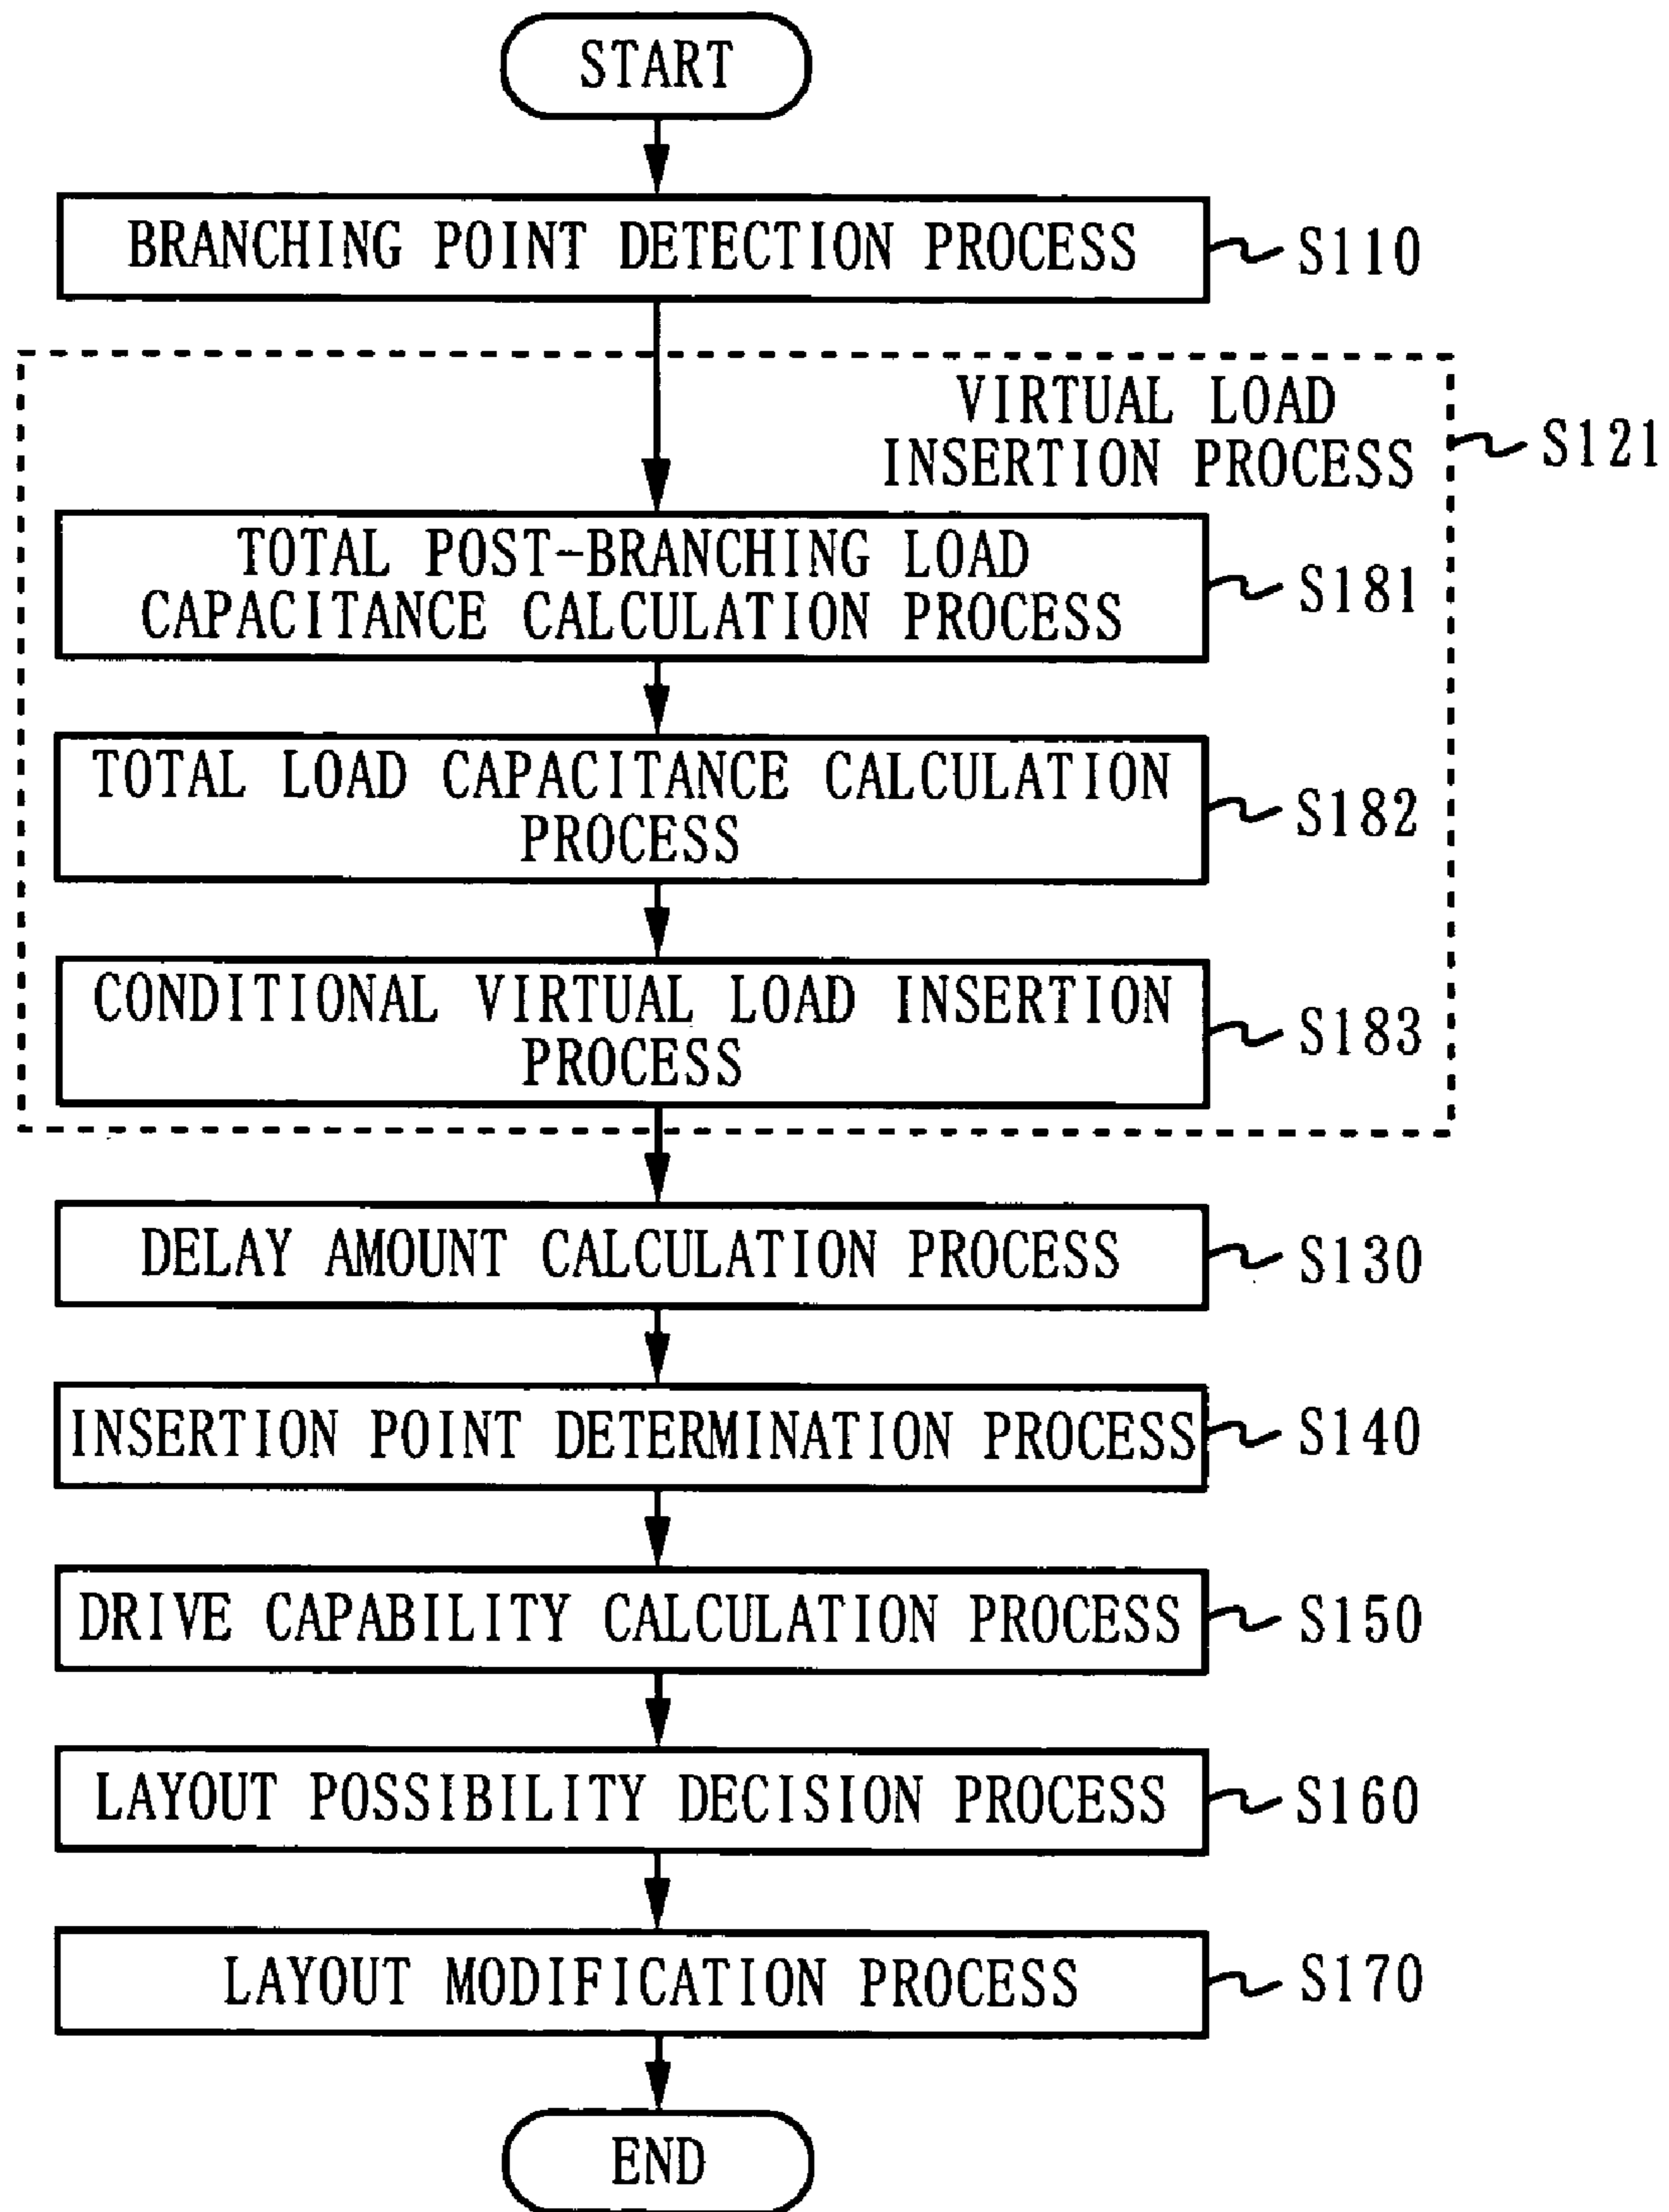 START
BRANCHING POINT DETECTION PROCESS
S110
VIRTUAL LOAD
INSERTION PROCESS
S121
TOTAL POST-BRANCHING LOAD
CAPACITANCE CALCULATION PROCESS
S181
TOTAL LOAD CAPACITANCE CALCULATION
PROCESS
S182
CONDITIONAL VIRTUAL LOAD INSERTION
PROCESS
S183
DELAY AMOUNT CALCULATION PROCESS
S130
INSERTION POINT DETERMINATION PROCESS
S140
DRIVE CAPABILITY CALCULATION PROCESS
S150
LAYOUT POSSIBILITY DECISION PROCESS
S160
LAYOUT MODIFICATION PROCESS
S170
END